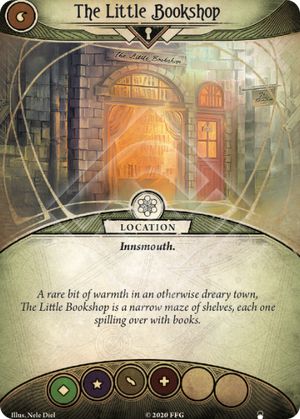 The Little Bookshop
The Little Bookshop
LOCATION
Innsmouth.
A rare bit of warmth in an otherwise dreary town,
The Little Bookshop is a narrow maze of shelves, each one
spilling over with books.
Illus. Nele Diel
© 2020 FFG